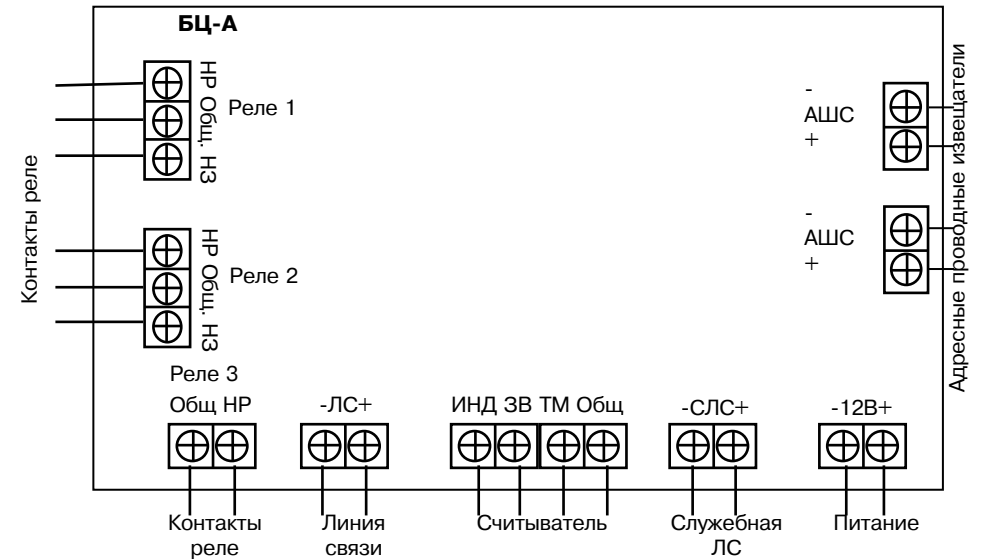 БЦ-А
НР Общ. НЗ
Реле 1
-
АШС
+
Контакты реле
Адресные проводные извещатели
НР Общ. НЗ
Реле 2
-
АШС
+
Реле 3
Общ НР
-ЛС+
ИНД ЗВ ТМ Общ
-СЛС+
-12В+
Контакты
реле
Линия
связи
Считыватель
Служебная
ЛС
Питание